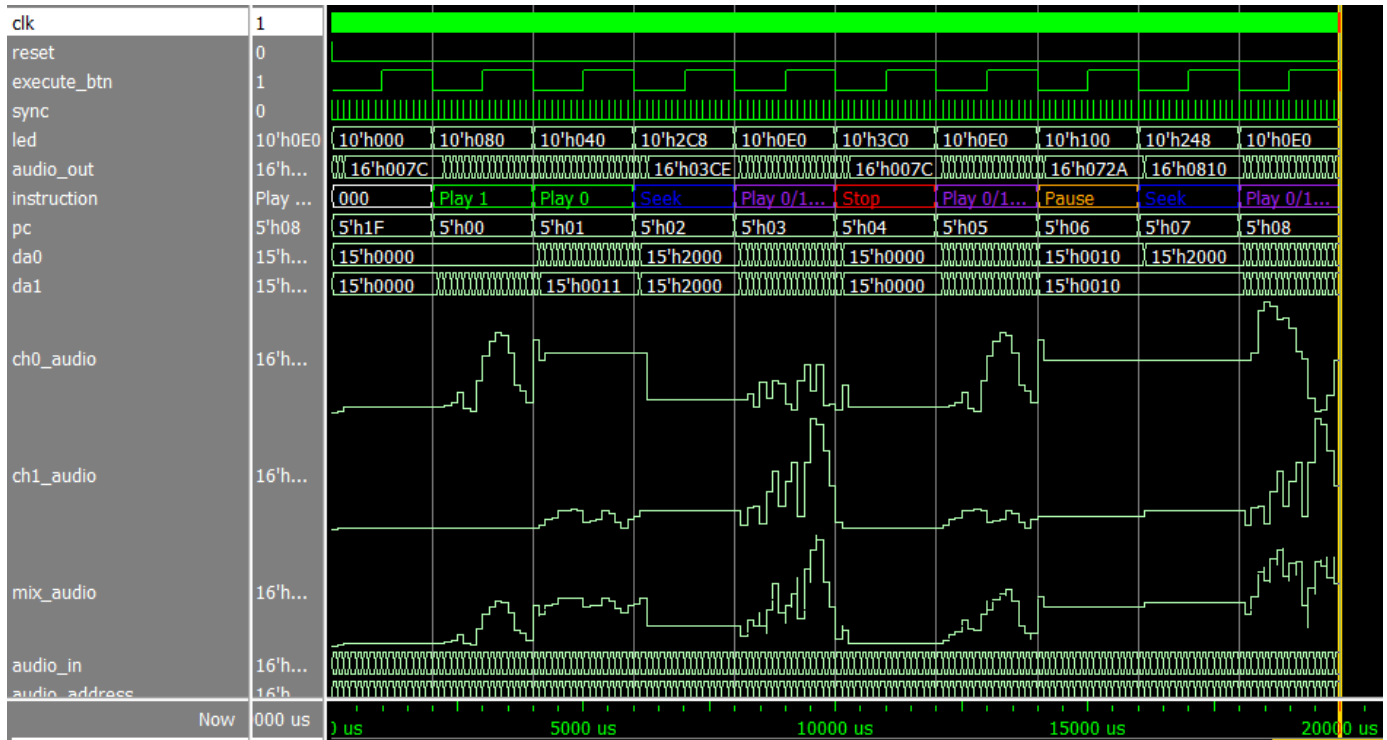 clk 1
reset 0
execute_btn 1
sync 0
led 10'h0E0 10'h000 10'h080 10'h040 10'h2C8 10'h0E0 10'h3C0 10'h0E0 10'h100 10'h248 10'h0E0
audio_out 16'h... 16'h007C 16'h03CE 16'h007C 16'h072A 16'h0810
instruction Play ... 000 Play 1 Play 0 Seek Play 0/1... Stop Play 0/1... Pause Seek Play 0/1...
pc 5'h08 5'h1F 5'h00 5'h01 5'h02 5'h03 5'h04 5'h05 5'h06 5'h07 5'h08
da0 15'h... 15'h0000 15'h2000 15'h0000 15'h0010 15'h2000
da1 15'h... 15'h0000 15'h0011 15'h2000 15'h0000 15'h0010
ch0_audio 16'h...
ch1_audio 16'h...
mix_audio 16'h...
audio_in 16'h...
audio_address 16'h
Now 000 us 0 us 5000 us 10000 us 15000 us 20000 us